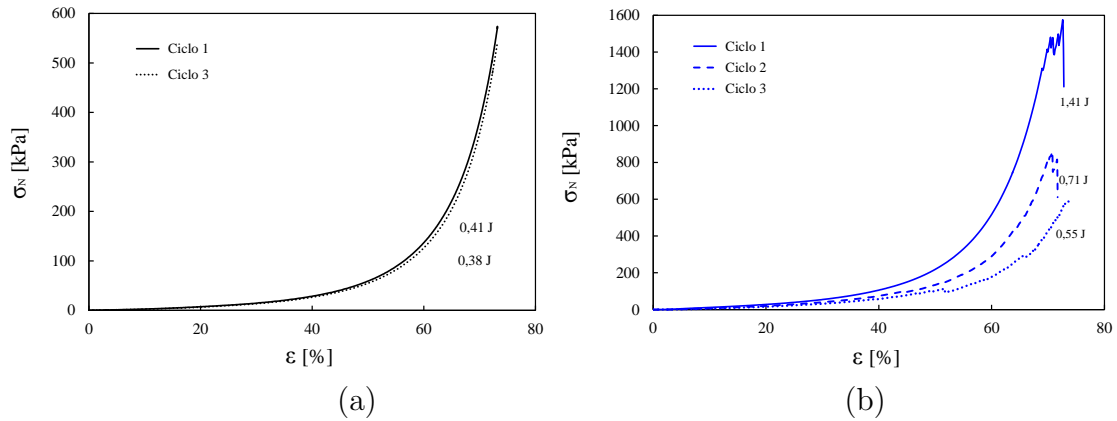 600
500
400
300
200
100
0
0 20 40 60 80
σN [kPa]
ε [%]
Ciclo 1
Ciclo 3
0,41 J
0,38 J
(a)
1600
1400
1200
1000
800
600
400
200
0
0 20 40 60 80
σN [kPa]
ε [%]
Ciclo 1
Ciclo 2
Ciclo 3
1,41 J
0,71 J
0,55 J
(b)